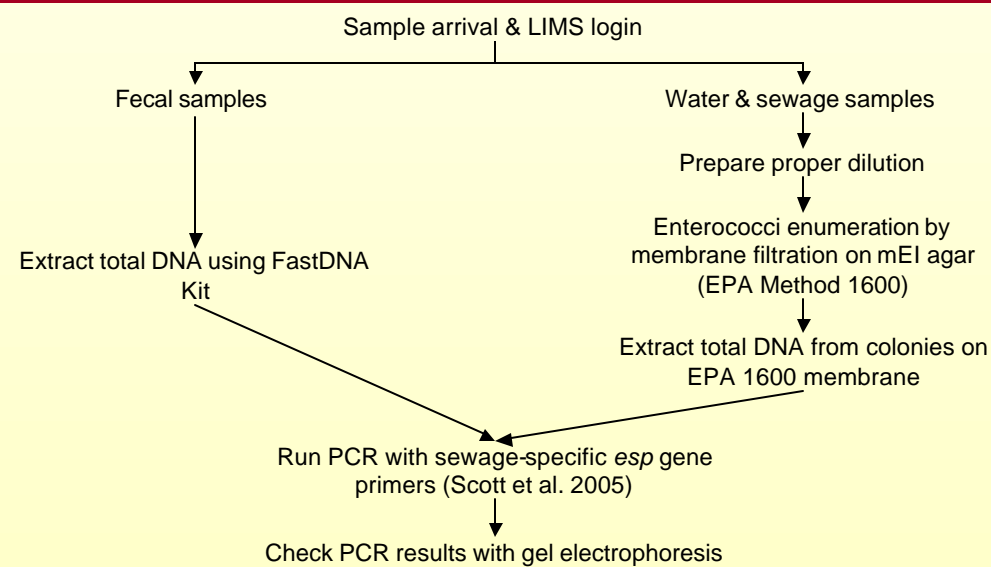 Sample arrival & LIMS login
Fecal samples
Water & sewage samples
Prepare proper dilution
Enterococci enumeration by
membrane filtration on mEI agar
(EPA Method 1600)
Extract total DNA using FastDNA
Kit
Extract total DNA from colonies on
EPA 1600 membrane
Run PCR with sewage-specific esp gene
primers (Scott et al. 2005)
Check PCR results with gel electrophoresis